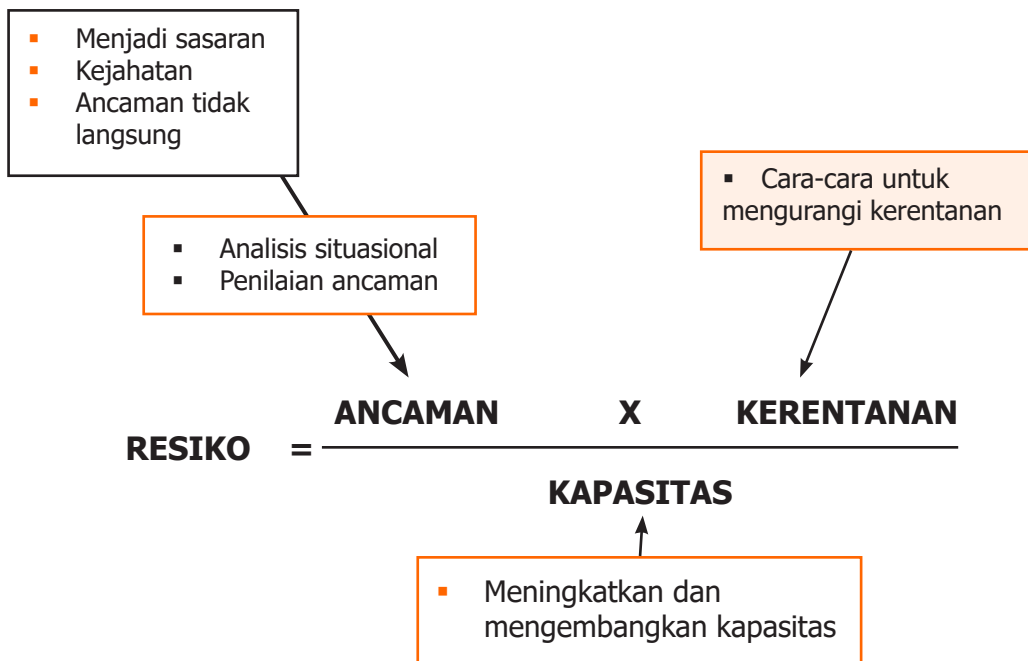 ▪ Menjadi sasaran
▪ Kejahatan
▪ Ancaman tidak
langsung
▪ Cara-cara untuk
mengurangi kerentanan
▪ Analisis situasional
▪ Penilaian ancaman
ANCAMAN X KERENTANAN
RESIKO =
KAPASITAS
▪ Meningkatkan dan
mengembangkan kapasitas